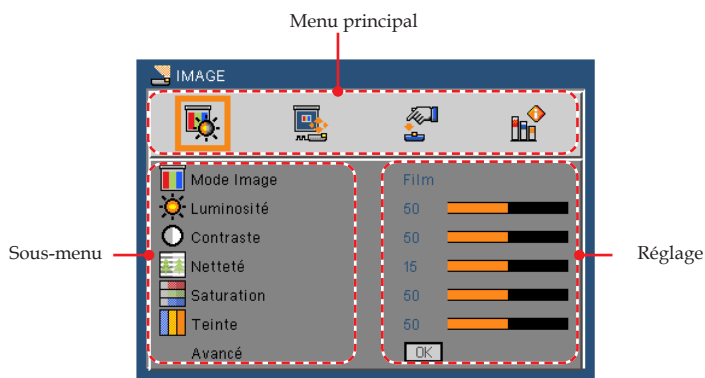 Menu principal
IMAGE
Mode Image Film
Luminosité 50
Contraste 50
Sous-menu
Netteté 15
Réglage
Saturation 50
Teinte 50
Avancé OK